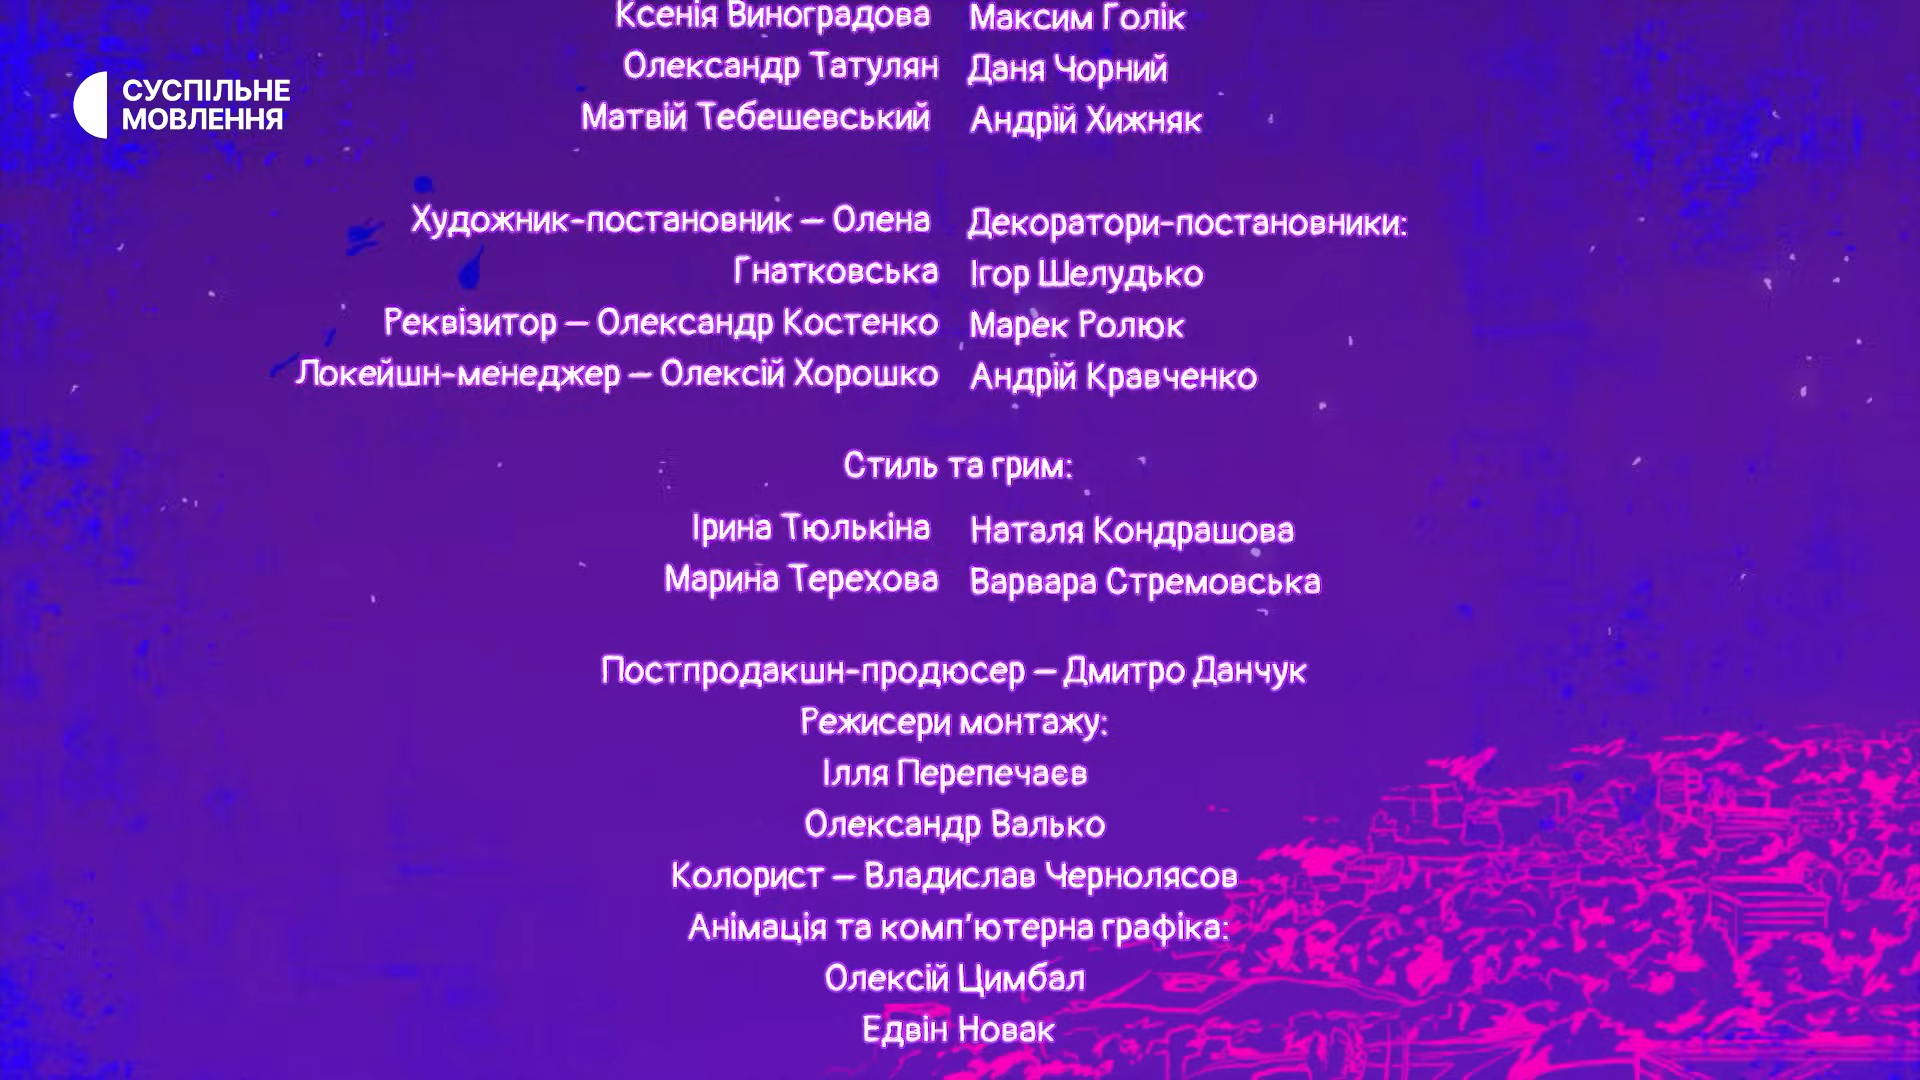 СУСПІЛЬНЕ
МОВЛЕННЯ
Ксенія Виноградова
Олександр Татулян
Матвій Тебешевський
Максим Голік
Даня Чорний
Андрій Хижняк
Художник-постановник – Олена
Гнатковська
Реквізитор – Олександр Костенко
Локейшн-менеджер – Олексій Хорошко
Декоратори-постановники:
Ігор Шелудько
Марек Ролюк
Андрій Кравченко
Стиль та грим:
Ірина Тюлькіна
Марина Терехова
Наталя Кондрашова
Варвара Стремовська
Постпродакшн-продюсер – Дмитро Данчук
Режисери монтажу:
Ілля Перепечаєв
Олександр Валько
Колорист – Владислав Чернолясов
Анімація та комп’ютерна графіка:
Олексій Цимбал
Едвін Новак